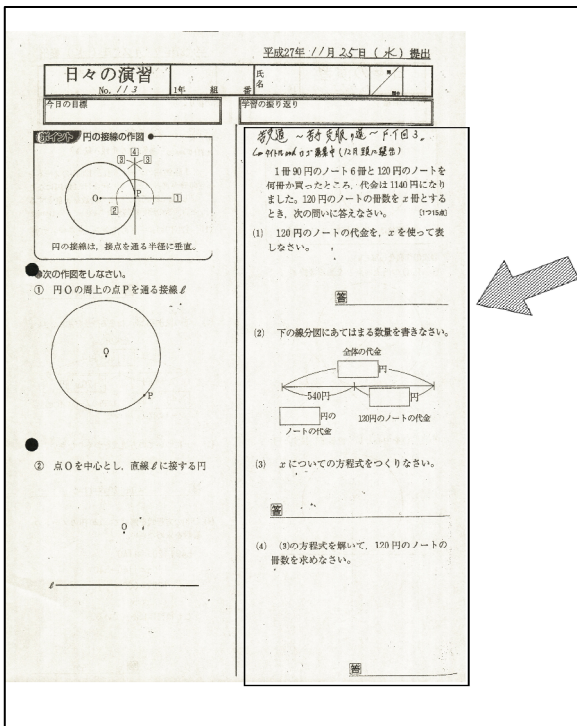 平成27年 11月 25日 (水) 提出
日々の演習
No. 113
1年 組 番
氏名
今日の目標
学習の振り返り
ポイント 円の接線の作図
③ ④ ③
O P ①
②
円の接線は、接点を通る半径に垂直。
次の作図をしなさい。
① 円Oの周上の点Pを通る接線ℓ
O
P
② 点Oを中心とし、直線ℓに接する円
O
ℓ
1冊90円のノート6冊と120円のノートを
何冊か買ったところ、代金は1140円になり
ました。120円のノートの冊数をx冊とする
とき、次の問いに答えなさい。 (1つ15点)
(1) 120円のノートの代金を、xを使って表
しなさい。
答
(2) 下の線分図にあてはまる数量を書きなさい。
全体の代金
円
540円 円
円の
ノートの代金
120円のノートの代金
(3) xについての方程式をつくりなさい。
答
(4) (3)の方程式を解いて、120円のノートの
冊数を求めなさい。
答